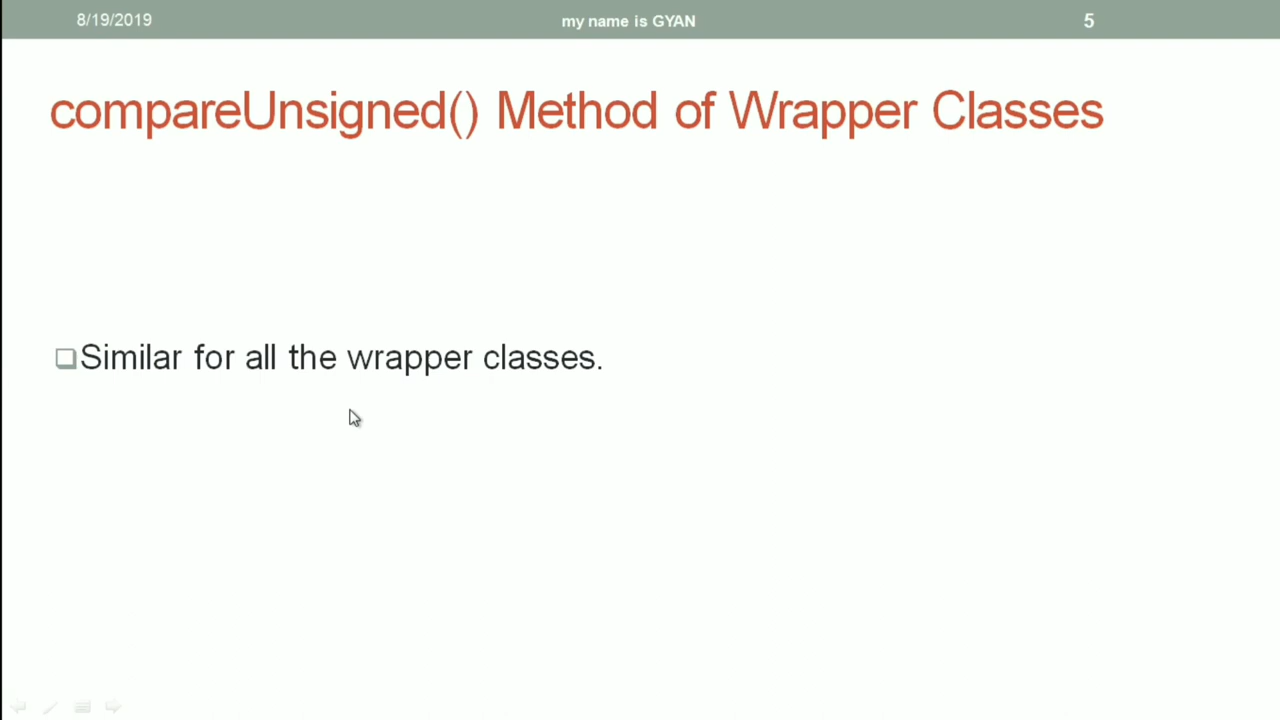 8/19/2019
my name is GYAN
5
compareUnsigned() Method of Wrapper Classes
Similar for all the wrapper classes.